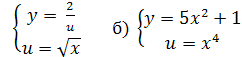 {y = 2/u б) {y = 5x² + 1
u = √x u = x⁴